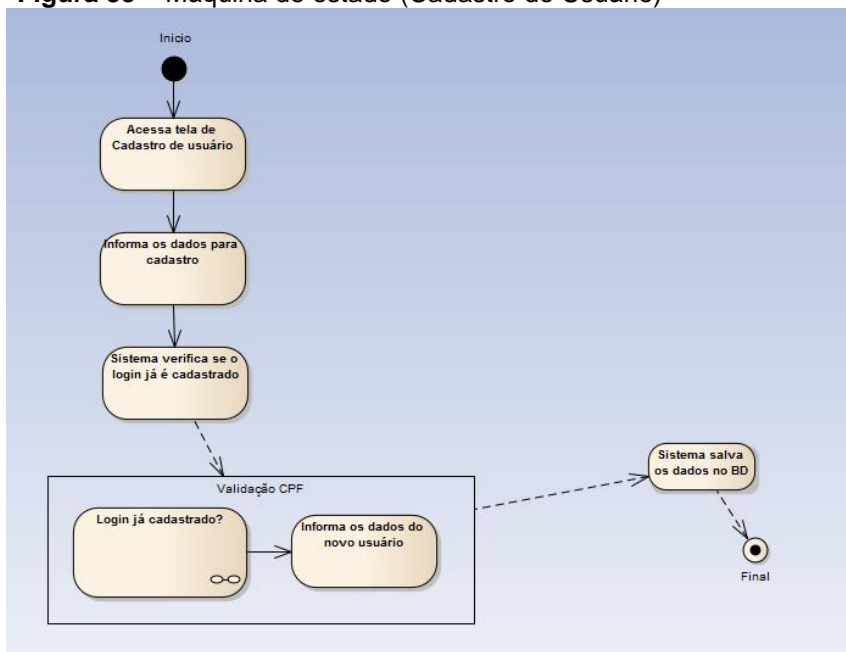 Máquina de estado (Cadastro de Usuário)
Inicio
Acessa tela de
Cadastro de usuário
Informa os dados para
cadastro
Sistema verifica se o
login já é cadastrado
Validação CPF
Login já cadastrado?
Informa os dados do
novo usuário
Sistema salva
os dados no BD
Final